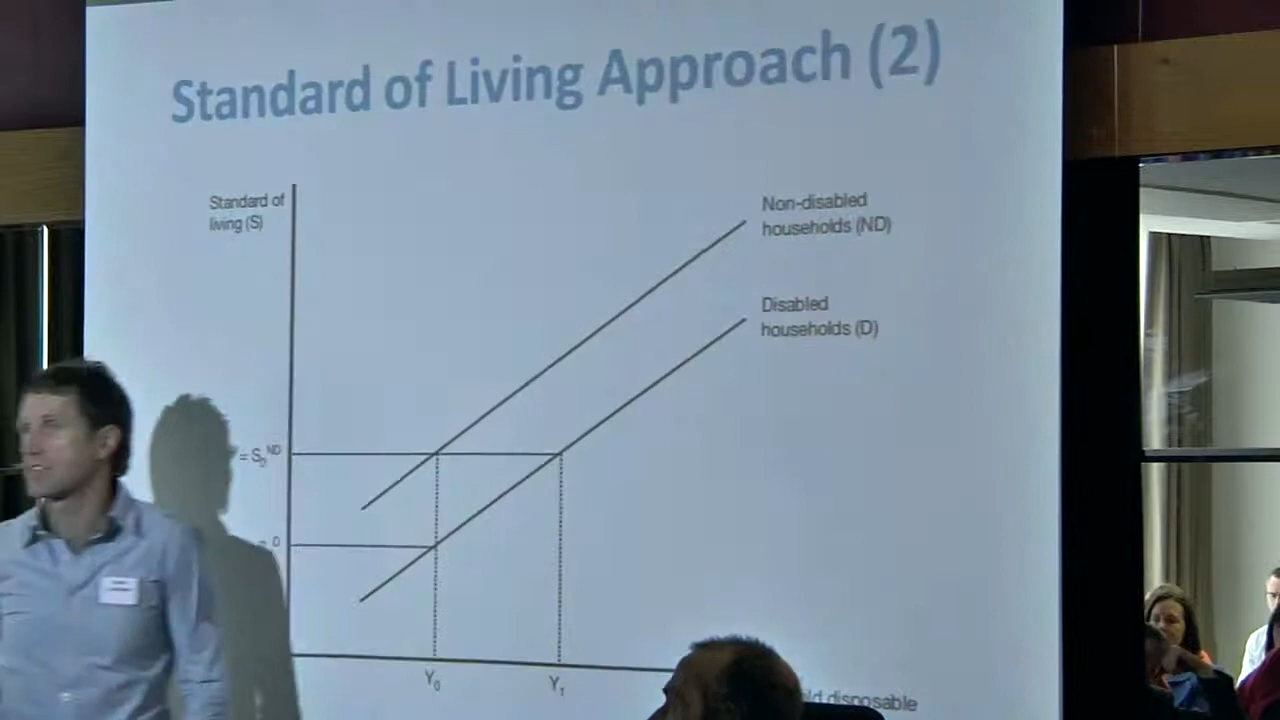 Standard of Living Approach (2)
Standard of
living (S)
Non-disabled
households (ND)
Disabled
households (D)
= S₀ᴺᴰ
D
Y₀
Y₁
disposable